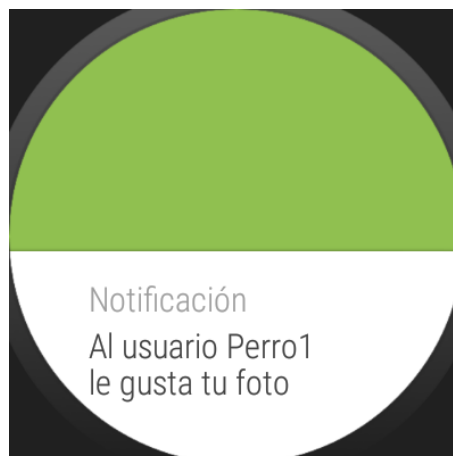 Notificación
Al usuario Perro1
le gusta tu foto